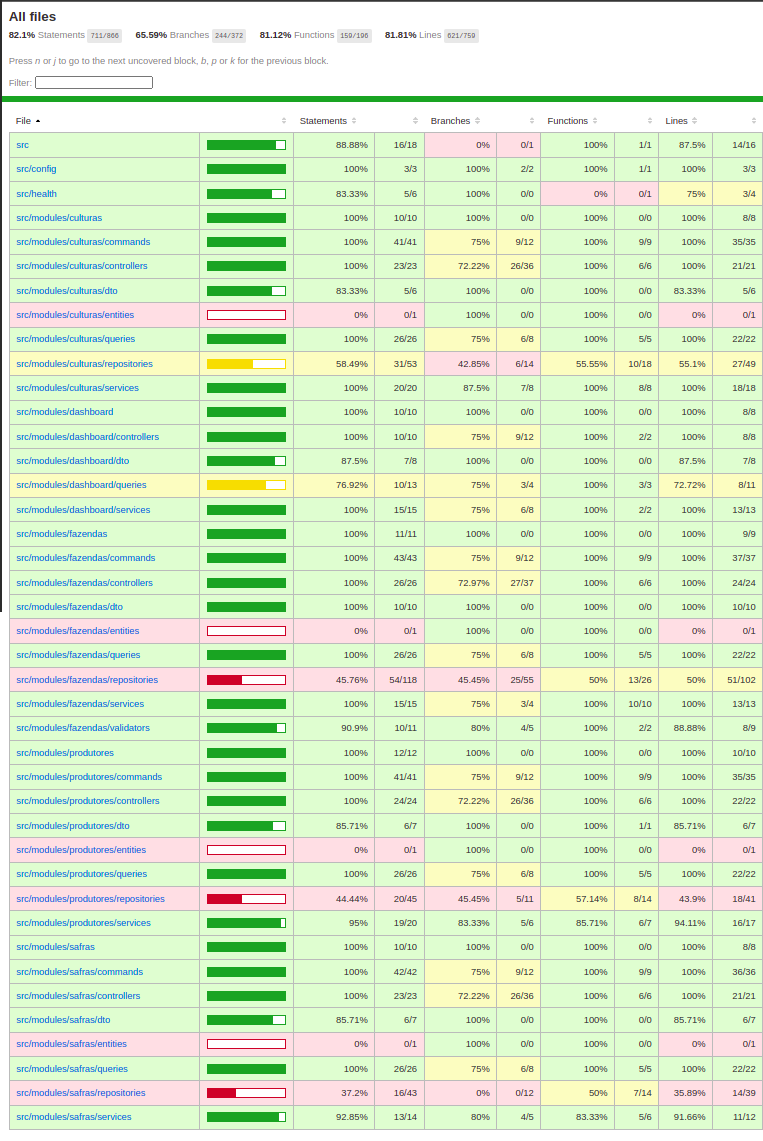 All files
82.1% Statements 711/866 65.59% Branches 244/372 81.12% Functions 159/196 81.81% Lines 621/759
Press n or j to go to the next uncovered block, b, p or k for the previous block.
Filter:
File Statements Branches Functions Lines
src 88.88% 16/18 0% 0/1 100% 1/1 87.5% 14/16
src/config 100% 3/3 100% 2/2 100% 1/1 100% 3/3
src/health 83.33% 5/6 100% 0/0 0% 0/1 75% 3/4
src/modules/culturas 100% 10/10 100% 0/0 100% 0/0 100% 8/8
src/modules/culturas/commands 100% 41/41 75% 9/12 100% 9/9 100% 35/35
src/modules/culturas/controllers 100% 23/23 72.22% 26/36 100% 6/6 100% 21/21
src/modules/culturas/dto 83.33% 5/6 100% 0/0 100% 0/0 83.33% 5/6
src/modules/culturas/entities 0% 0/1 100% 0/0 100% 0/0 0% 0/1
src/modules/culturas/queries 100% 26/26 75% 6/8 100% 5/5 100% 22/22
src/modules/culturas/repositories 58.49% 31/53 42.85% 6/14 55.55% 10/18 55.1% 27/49
src/modules/culturas/services 100% 20/20 87.5% 7/8 100% 8/8 100% 18/18
src/modules/dashboard 100% 10/10 100% 0/0 100% 0/0 100% 8/8
src/modules/dashboard/controllers 100% 10/10 75% 9/12 100% 2/2 100% 8/8
src/modules/dashboard/dto 87.5% 7/8 100% 0/0 100% 0/0 87.5% 7/8
src/modules/dashboard/queries 76.92% 10/13 75% 3/4 100% 3/3 72.72% 8/11
src/modules/dashboard/services 100% 15/15 75% 6/8 100% 2/2 100% 13/13
src/modules/fazendas 100% 11/11 100% 0/0 100% 0/0 100% 9/9
src/modules/fazendas/commands 100% 43/43 75% 9/12 100% 9/9 100% 37/37
src/modules/fazendas/controllers 100% 26/26 72.97% 27/37 100% 6/6 100% 24/24
src/modules/fazendas/dto 100% 10/10 100% 0/0 100% 0/0 100% 10/10
src/modules/fazendas/entities 0% 0/1 100% 0/0 100% 0/0 0% 0/1
src/modules/fazendas/queries 100% 26/26 75% 6/8 100% 5/5 100% 22/22
src/modules/fazendas/repositories 45.76% 54/118 45.45% 25/55 50% 13/26 50% 51/102
src/modules/fazendas/services 100% 15/15 75% 3/4 100% 10/10 100% 13/13
src/modules/fazendas/validators 90.9% 10/11 80% 4/5 100% 2/2 88.88% 8/9
src/modules/produtores 100% 12/12 100% 0/0 100% 0/0 100% 10/10
src/modules/produtores/commands 100% 41/41 75% 9/12 100% 9/9 100% 35/35
src/modules/produtores/controllers 100% 24/24 72.22% 26/36 100% 6/6 100% 22/22
src/modules/produtores/dto 85.71% 6/7 100% 0/0 100% 1/1 85.71% 6/7
src/modules/produtores/entities 0% 0/1 100% 0/0 100% 0/0 0% 0/1
src/modules/produtores/queries 100% 26/26 75% 6/8 100% 5/5 100% 22/22
src/modules/produtores/repositories 44.44% 20/45 45.45% 5/11 57.14% 8/14 43.9% 18/41
src/modules/produtores/services 95% 19/20 83.33% 5/6 85.71% 6/7 94.11% 16/17
src/modules/safras 100% 10/10 100% 0/0 100% 0/0 100% 8/8
src/modules/safras/commands 100% 42/42 75% 9/12 100% 9/9 100% 36/36
src/modules/safras/controllers 100% 23/23 72.22% 26/36 100% 6/6 100% 21/21
src/modules/safras/dto 85.71% 6/7 100% 0/0 100% 0/0 85.71% 6/7
src/modules/safras/entities 0% 0/1 100% 0/0 100% 0/0 0% 0/1
src/modules/safras/queries 100% 26/26 75% 6/8 100% 5/5 100% 22/22
src/modules/safras/repositories 37.2% 16/43 0% 0/12 50% 7/14 35.89% 14/39
src/modules/safras/services 92.85% 13/14 80% 4/5 83.33% 5/6 91.66% 11/12